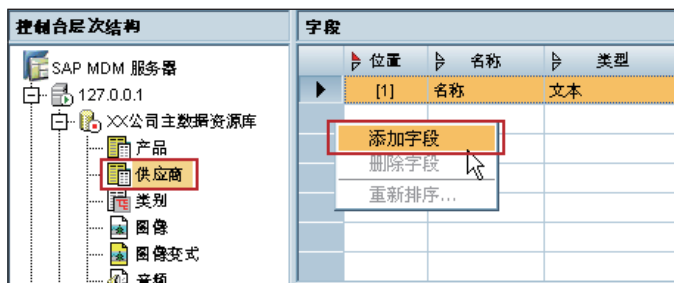 控制台层次结构
字段
SAP MDM 服务器
127.0.0.1
XX公司主数据资源库
产品
供应商
类别
图像
图像变式
音频
位置 名称 类型
[1] 名称 文本
添加字段
删除字段
重新排序...